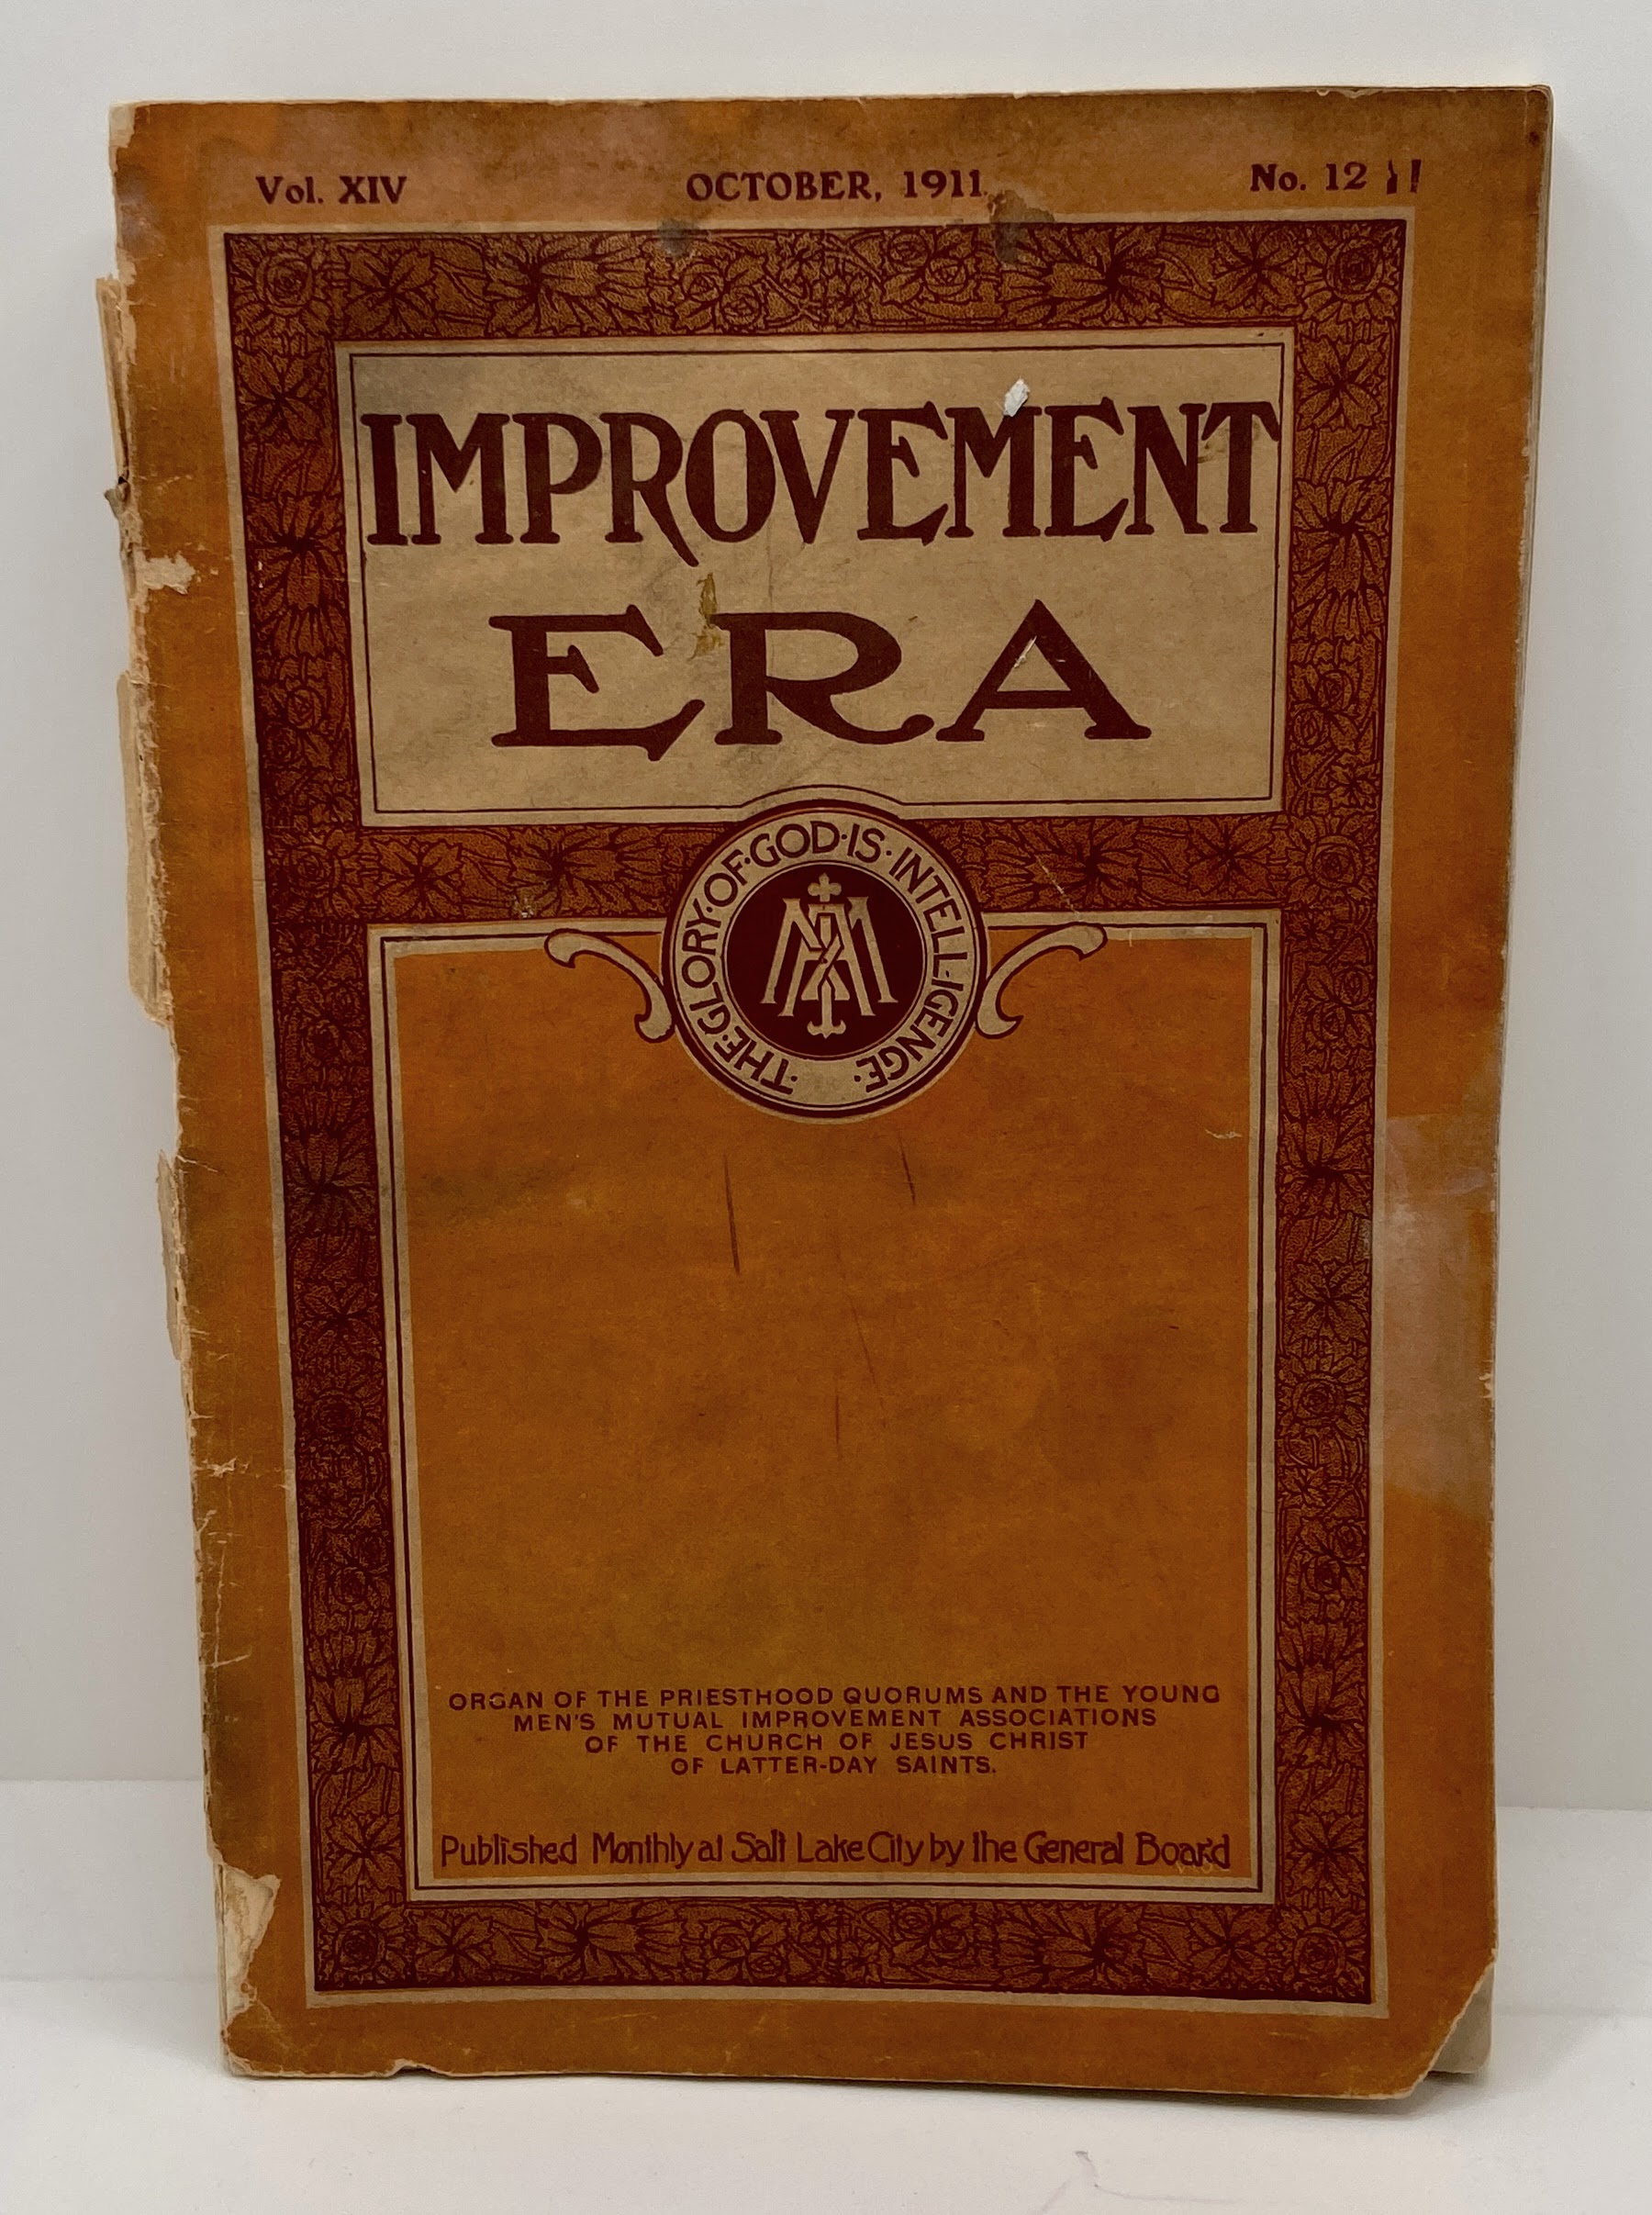 Vol. XIV OCTOBER, 1911. No. 12
IMPROVEMENT
ERA
·THE·GLORY·OF·GOD·IS·INTELL·IGENGE·
ORGAN OF THE PRIESTHOOD QUORUMS AND THE YOUNG
MEN'S MUTUAL IMPROVEMENT ASSOCIATIONS
OF THE CHURCH OF JESUS CHRIST
OF LATTER-DAY SAINTS.
Published Monthly at Salt Lake City by the General Board